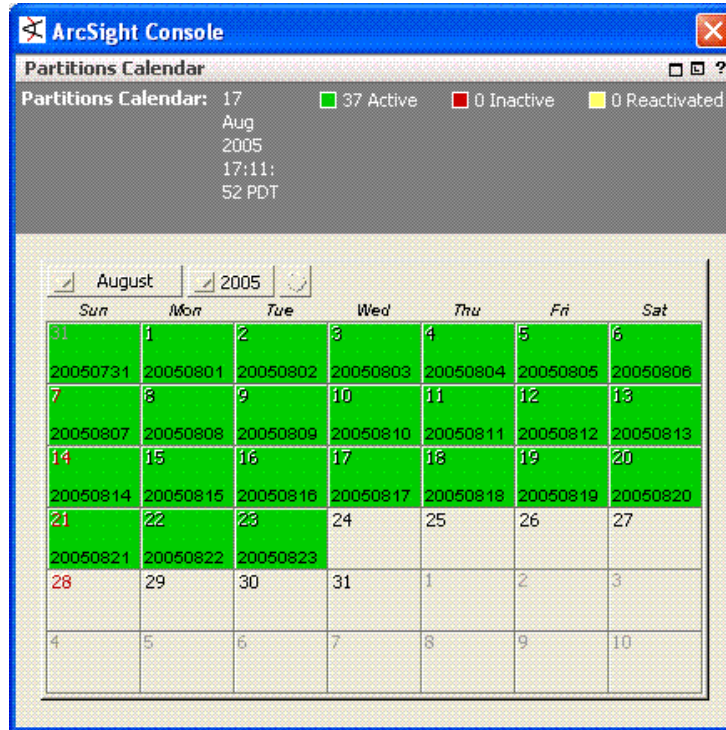 ArcSight Console
Partitions Calendar
?
Partitions Calendar: 17 Aug 2005 17:11:52 PDT 37 Active 0 Inactive 0 Reactivated
August 2005
Sun Mon Tue Wed Thu Fri Sat
31 1 2 3 4 5 6
20050731 20050801 20050802 20050803 20050804 20050805 20050806
7 8 9 10 11 12 13
20050807 20050808 20050809 20050810 20050811 20050812 20050813
14 15 16 17 18 19 20
20050814 20050815 20050816 20050817 20050818 20050819 20050820
21 22 23 24 25 26 27
20050821 20050822 20050823
28 29 30 31 1 2 3
4 5 6 7 8 9 10